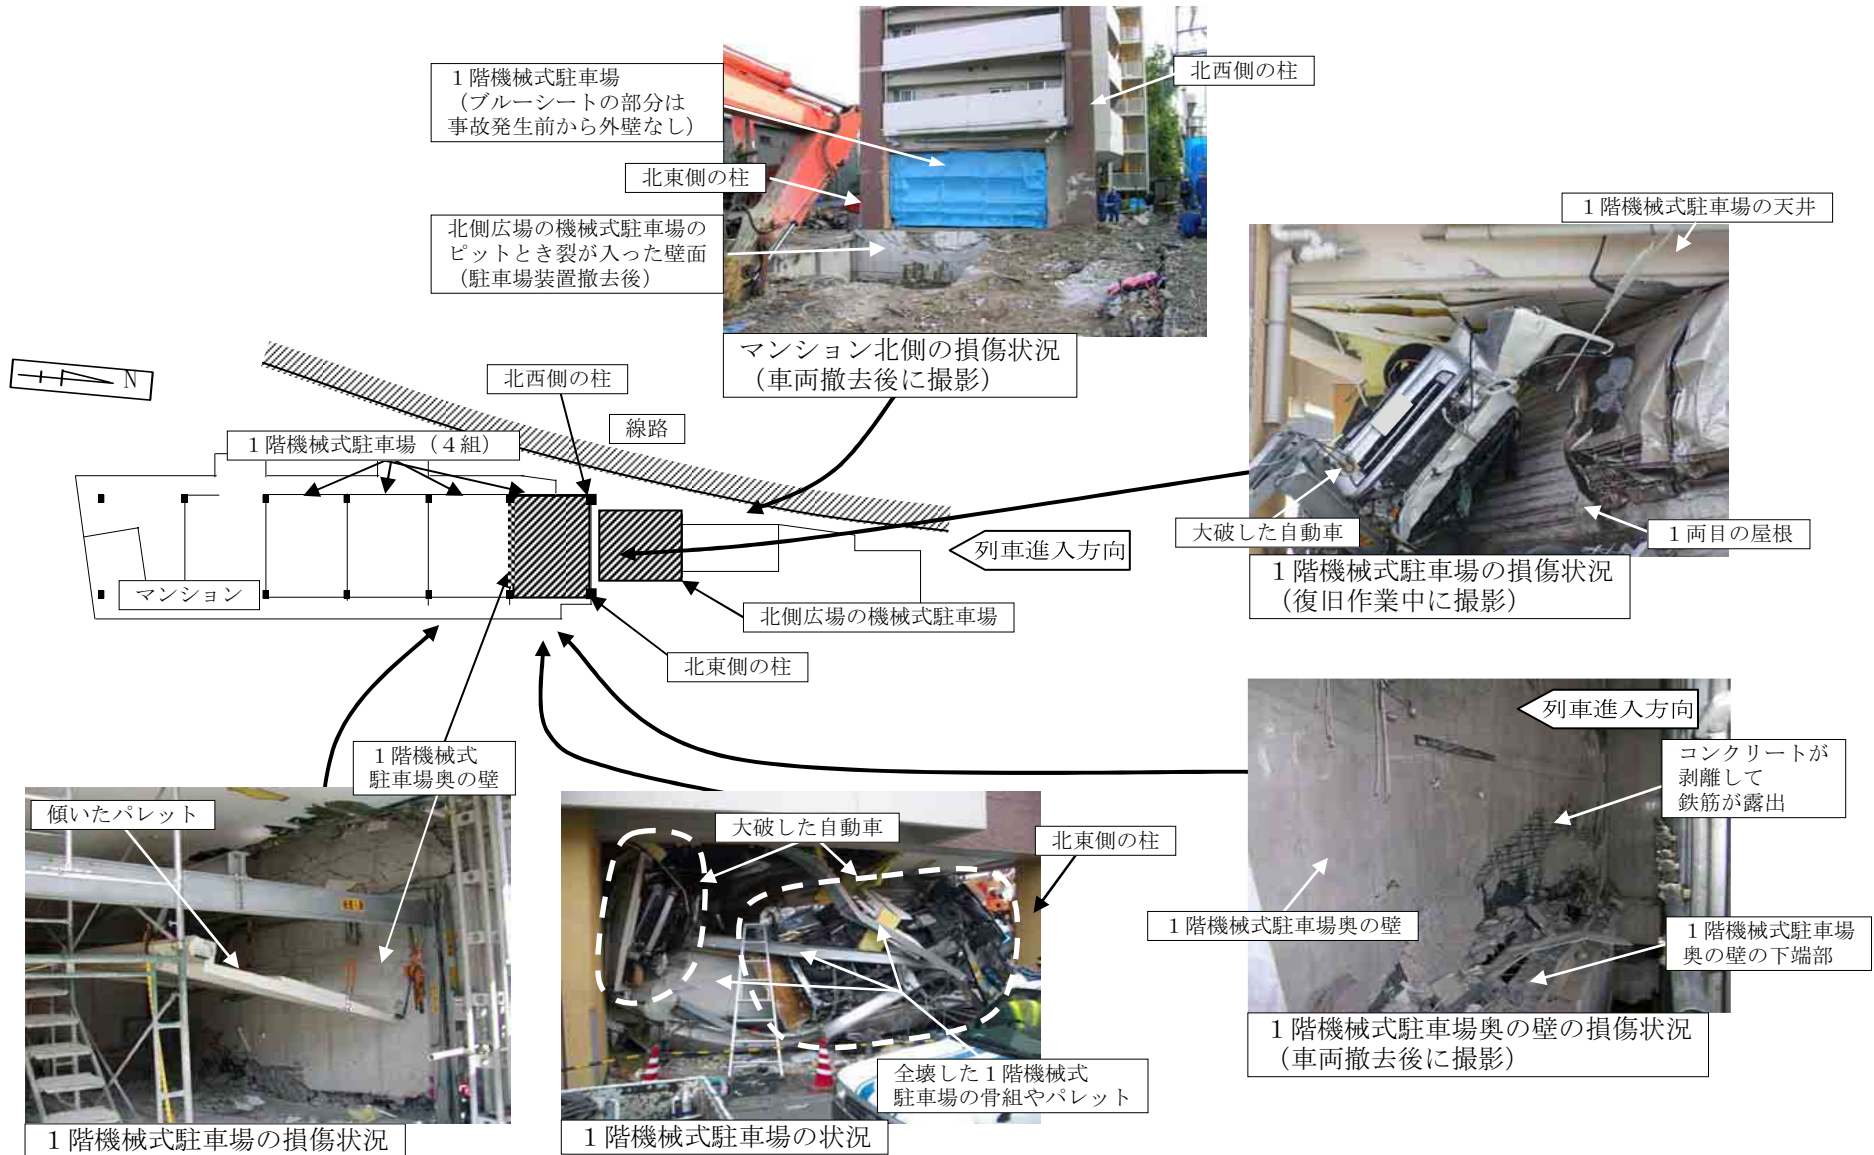 １階機械式駐車場
（ブルーシートの部分は
事故発生前から外壁なし）
北西側の柱
北東側の柱
北側広場の機械式駐車場の
ピットとき裂が入った壁面
（駐車場装置撤去後）
マンション北側の損傷状況
（車両撤去後に撮影）
１階機械式駐車場の天井
大破した自動車
１両目の屋根
１階機械式駐車場の損傷状況
（復旧作業中に撮影）
N
北西側の柱
線路
１階機械式駐車場（４組）
列車進入方向
マンション
北側広場の機械式駐車場
北東側の柱
１階機械式
駐車場奥の壁
傾いたパレット
１階機械式駐車場の損傷状況
大破した自動車
北東側の柱
全壊した１階機械式
駐車場の骨組やパレット
１階機械式駐車場の状況
列車進入方向
コンクリートが
剥離して
鉄筋が露出
１階機械式駐車場奥の壁
１階機械式駐車場
奥の壁の下端部
１階機械式駐車場奥の壁の損傷状況
（車両撤去後に撮影）